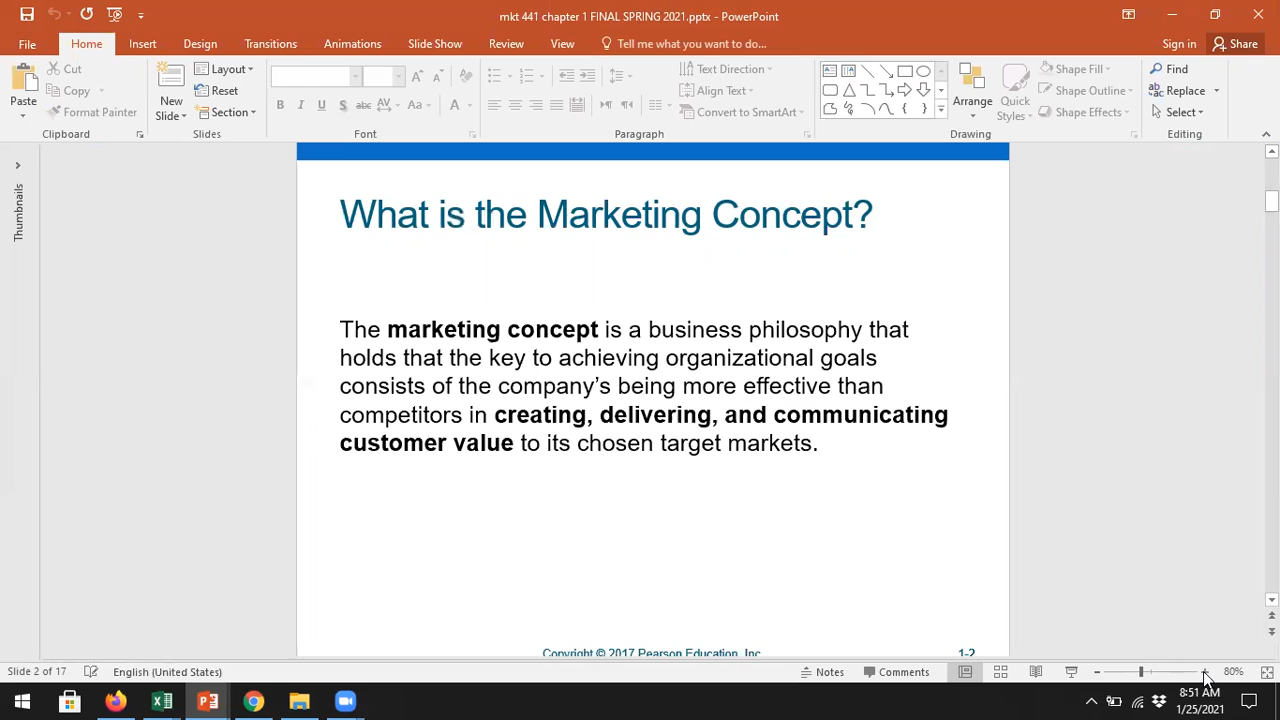 mkt 441 chapter 1 FINAL SPRING 2021.pptx - PowerPoint
File Home Insert Design Transitions Animations Slide Show Review View Tell me what you want to do... Sign in Share
Paste
Cut
Copy
Format Painter
Clipboard
New Slide
Layout
Reset
Section
Slides
B I U S abc AV Aa A
Font
Text Direction
Align Text
Convert to SmartArt
Paragraph
Arrange
Quick Styles
Shape Fill
Shape Outline
Shape Effects
Drawing
Find
Replace
Select
Editing
Thumbnails
What is the Marketing Concept?
The marketing concept is a business philosophy that
holds that the key to achieving organizational goals
consists of the company's being more effective than
competitors in creating, delivering, and communicating
customer value to its chosen target markets.
Copyright © 2017 Pearson Education, Inc. 1-2
Slide 2 of 17 English (United States) Notes Comments 80%
8:51 AM
1/25/2021